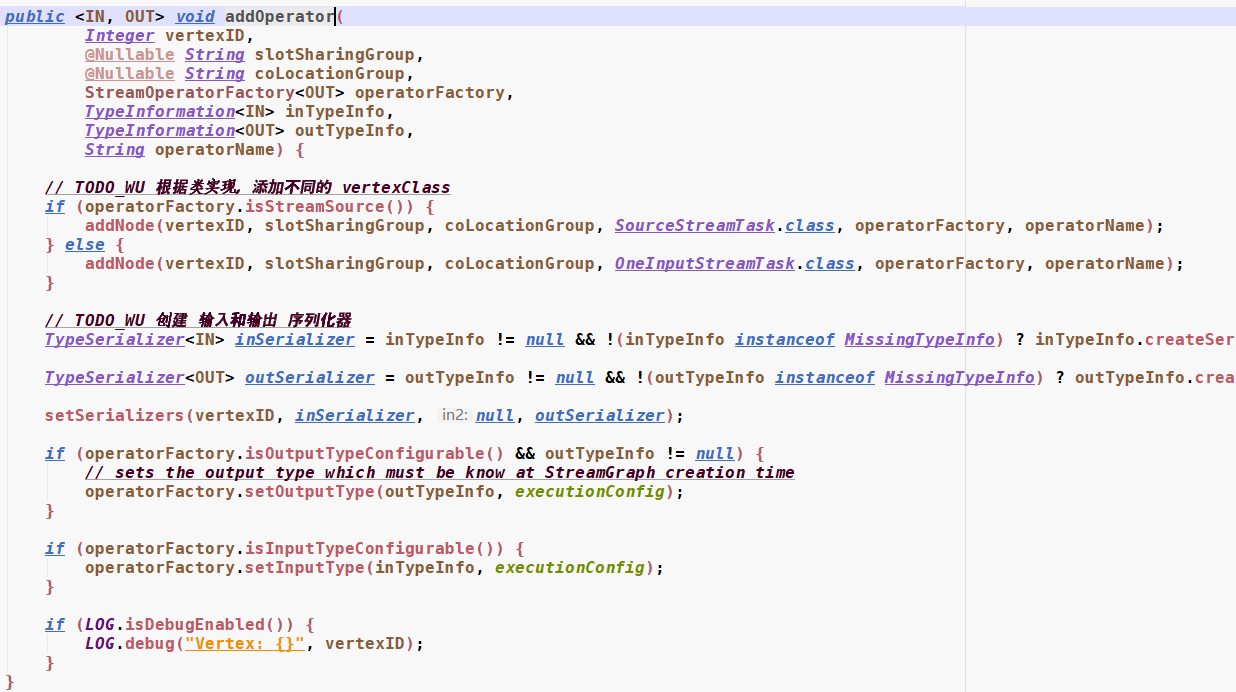 public <IN, OUT> void addOperator(
        Integer vertexID,
        @Nullable String slotSharingGroup,
        @Nullable String coLocationGroup,
        StreamOperatorFactory<OUT> operatorFactory,
        TypeInformation<IN> inTypeInfo,
        TypeInformation<OUT> outTypeInfo,
        String operatorName) {
    // TODO_WU 根据类实现, 添加不同的 vertexClass
    if (operatorFactory.isStreamSource()) {
        addNode(vertexID, slotSharingGroup, coLocationGroup, SourceStreamTask.class, operatorFactory, operatorName);
    } else {
        addNode(vertexID, slotSharingGroup, coLocationGroup, OneInputStreamTask.class, operatorFactory, operatorName);
    }
    // TODO_WU 创建 输入和输出 序列化器
    TypeSerializer<IN> inSerializer = inTypeInfo != null && !(inTypeInfo instanceof MissingTypeInfo) ? inTypeInfo.createSer
    TypeSerializer<OUT> outSerializer = outTypeInfo != null && !(outTypeInfo instanceof MissingTypeInfo) ? outTypeInfo.crea
    setSerializers(vertexID, inSerializer, in2: null, outSerializer);
    if (operatorFactory.isOutputTypeConfigurable() && outTypeInfo != null) {
        // sets the output type which must be know at StreamGraph creation time
        operatorFactory.setOutputType(outTypeInfo, executionConfig);
    }
    if (operatorFactory.isInputTypeConfigurable()) {
        operatorFactory.setInputType(inTypeInfo, executionConfig);
    }
    if (LOG.isDebugEnabled()) {
        LOG.debug("Vertex: {}", vertexID);
    }
}